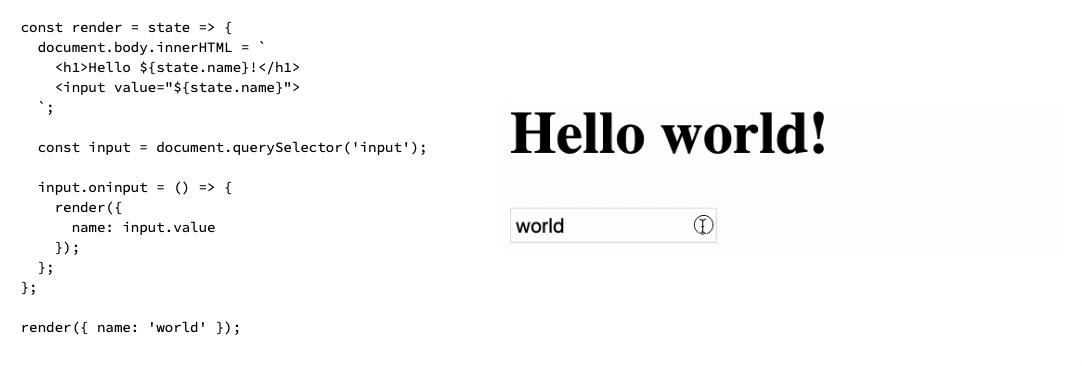 const render = state => {
  document.body.innerHTML = `
    <h1>Hello ${state.name}!</h1>
    <input value="${state.name}">
  `;

  const input = document.querySelector('input');

  input.oninput = () => {
    render({
      name: input.value
    });
  };
};

render({ name: 'world' });
Hello world!
world